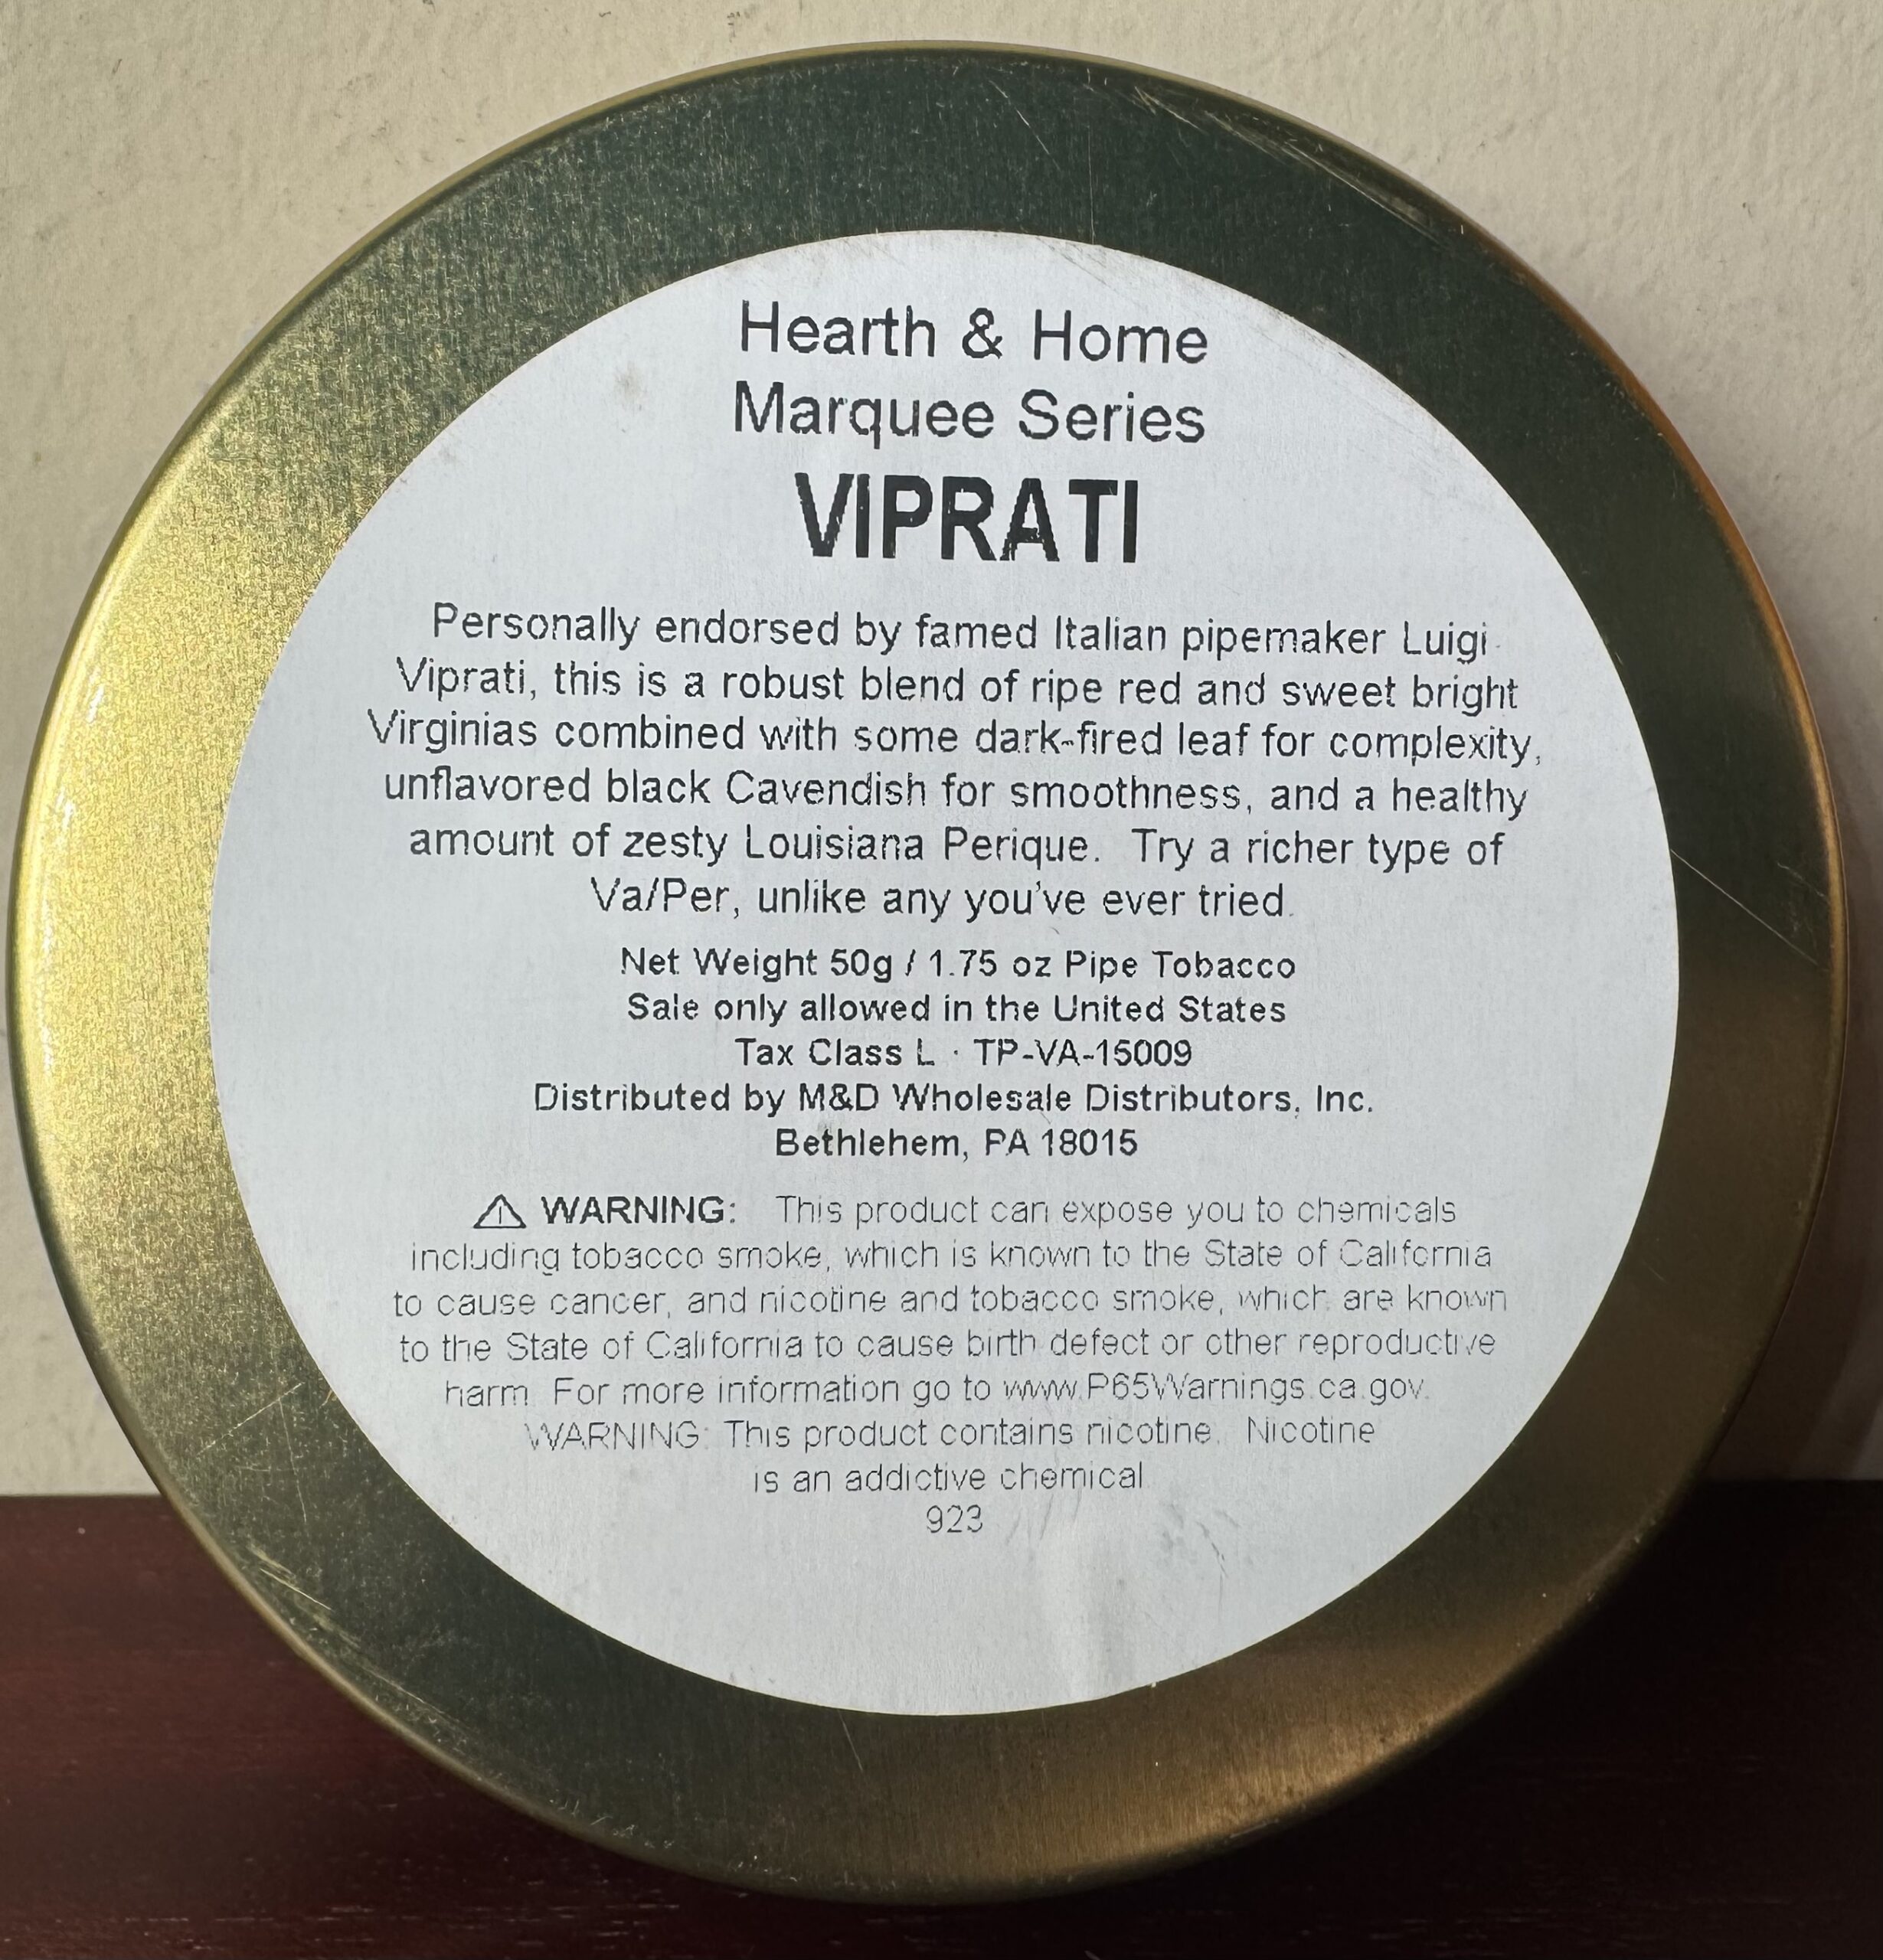 Hearth & Home
Marquee Series
VIPRATI
Personally endorsed by famed Italian pipemaker Luigi
Viprati, this is a robust blend of ripe red and sweet bright
Virginias combined with some dark-fired leaf for complexity,
unflavored black Cavendish for smoothness, and a healthy
amount of zesty Louisiana Perique. Try a richer type of
Va/Per, unlike any you've ever tried.
Net Weight 50g / 1.75 oz Pipe Tobacco
Sale only allowed in the United States
Tax Class L · TP-VA-15009
Distributed by M&D Wholesale Distributors, Inc.
Bethlehem, PA 18015
⚠ WARNING: This product can expose you to chemicals
including tobacco smoke, which is known to the State of California
to cause cancer, and nicotine and tobacco smoke, which are known
to the State of California to cause birth defect or other reproductive
harm. For more information go to www.P65Warnings.ca.gov.
WARNING: This product contains nicotine. Nicotine
is an addictive chemical.
923